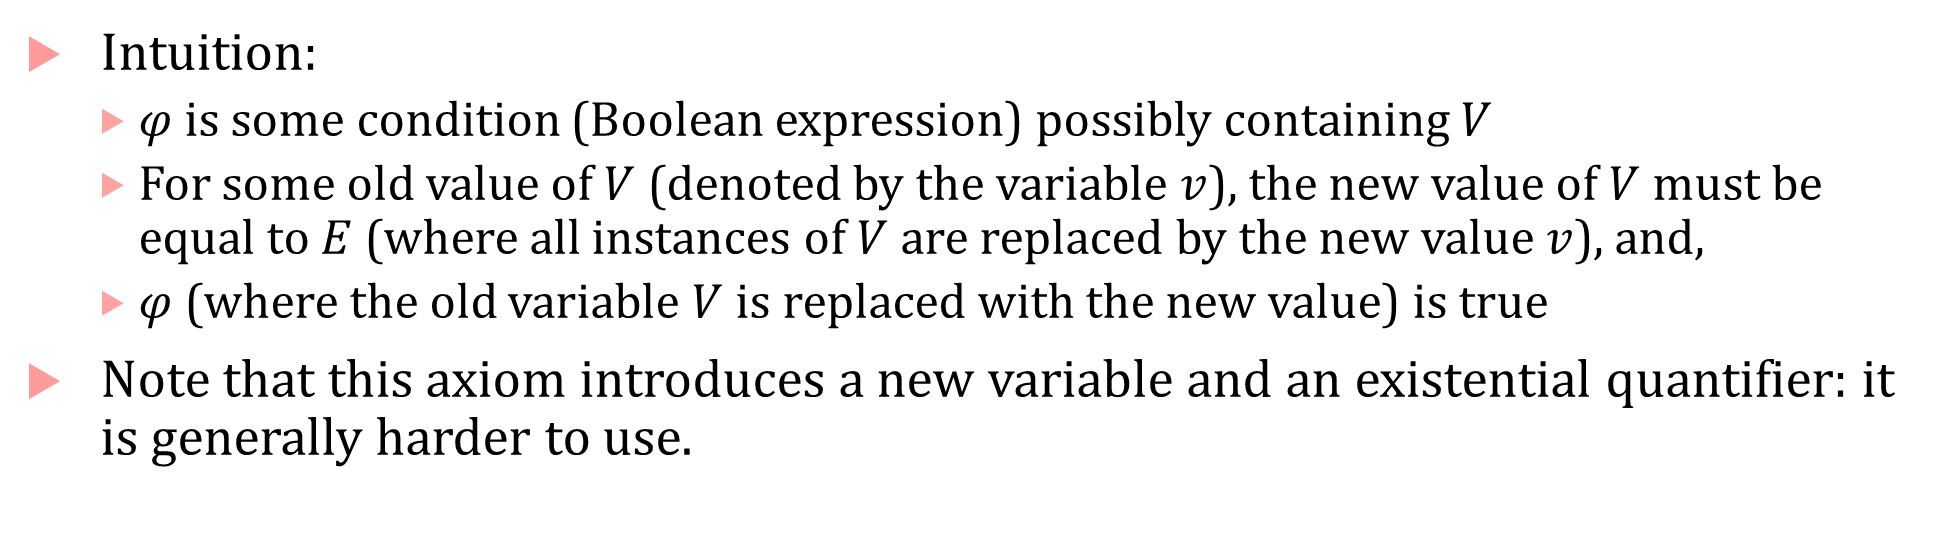 Intuition:
φ is some condition (Boolean expression) possibly containing V
For some old value of V (denoted by the variable v), the new value of V must be
equal to E (where all instances of V are replaced by the new value v), and,
φ (where the old variable V is replaced with the new value) is true
Note that this axiom introduces a new variable and an existential quantifier: it
is generally harder to use.